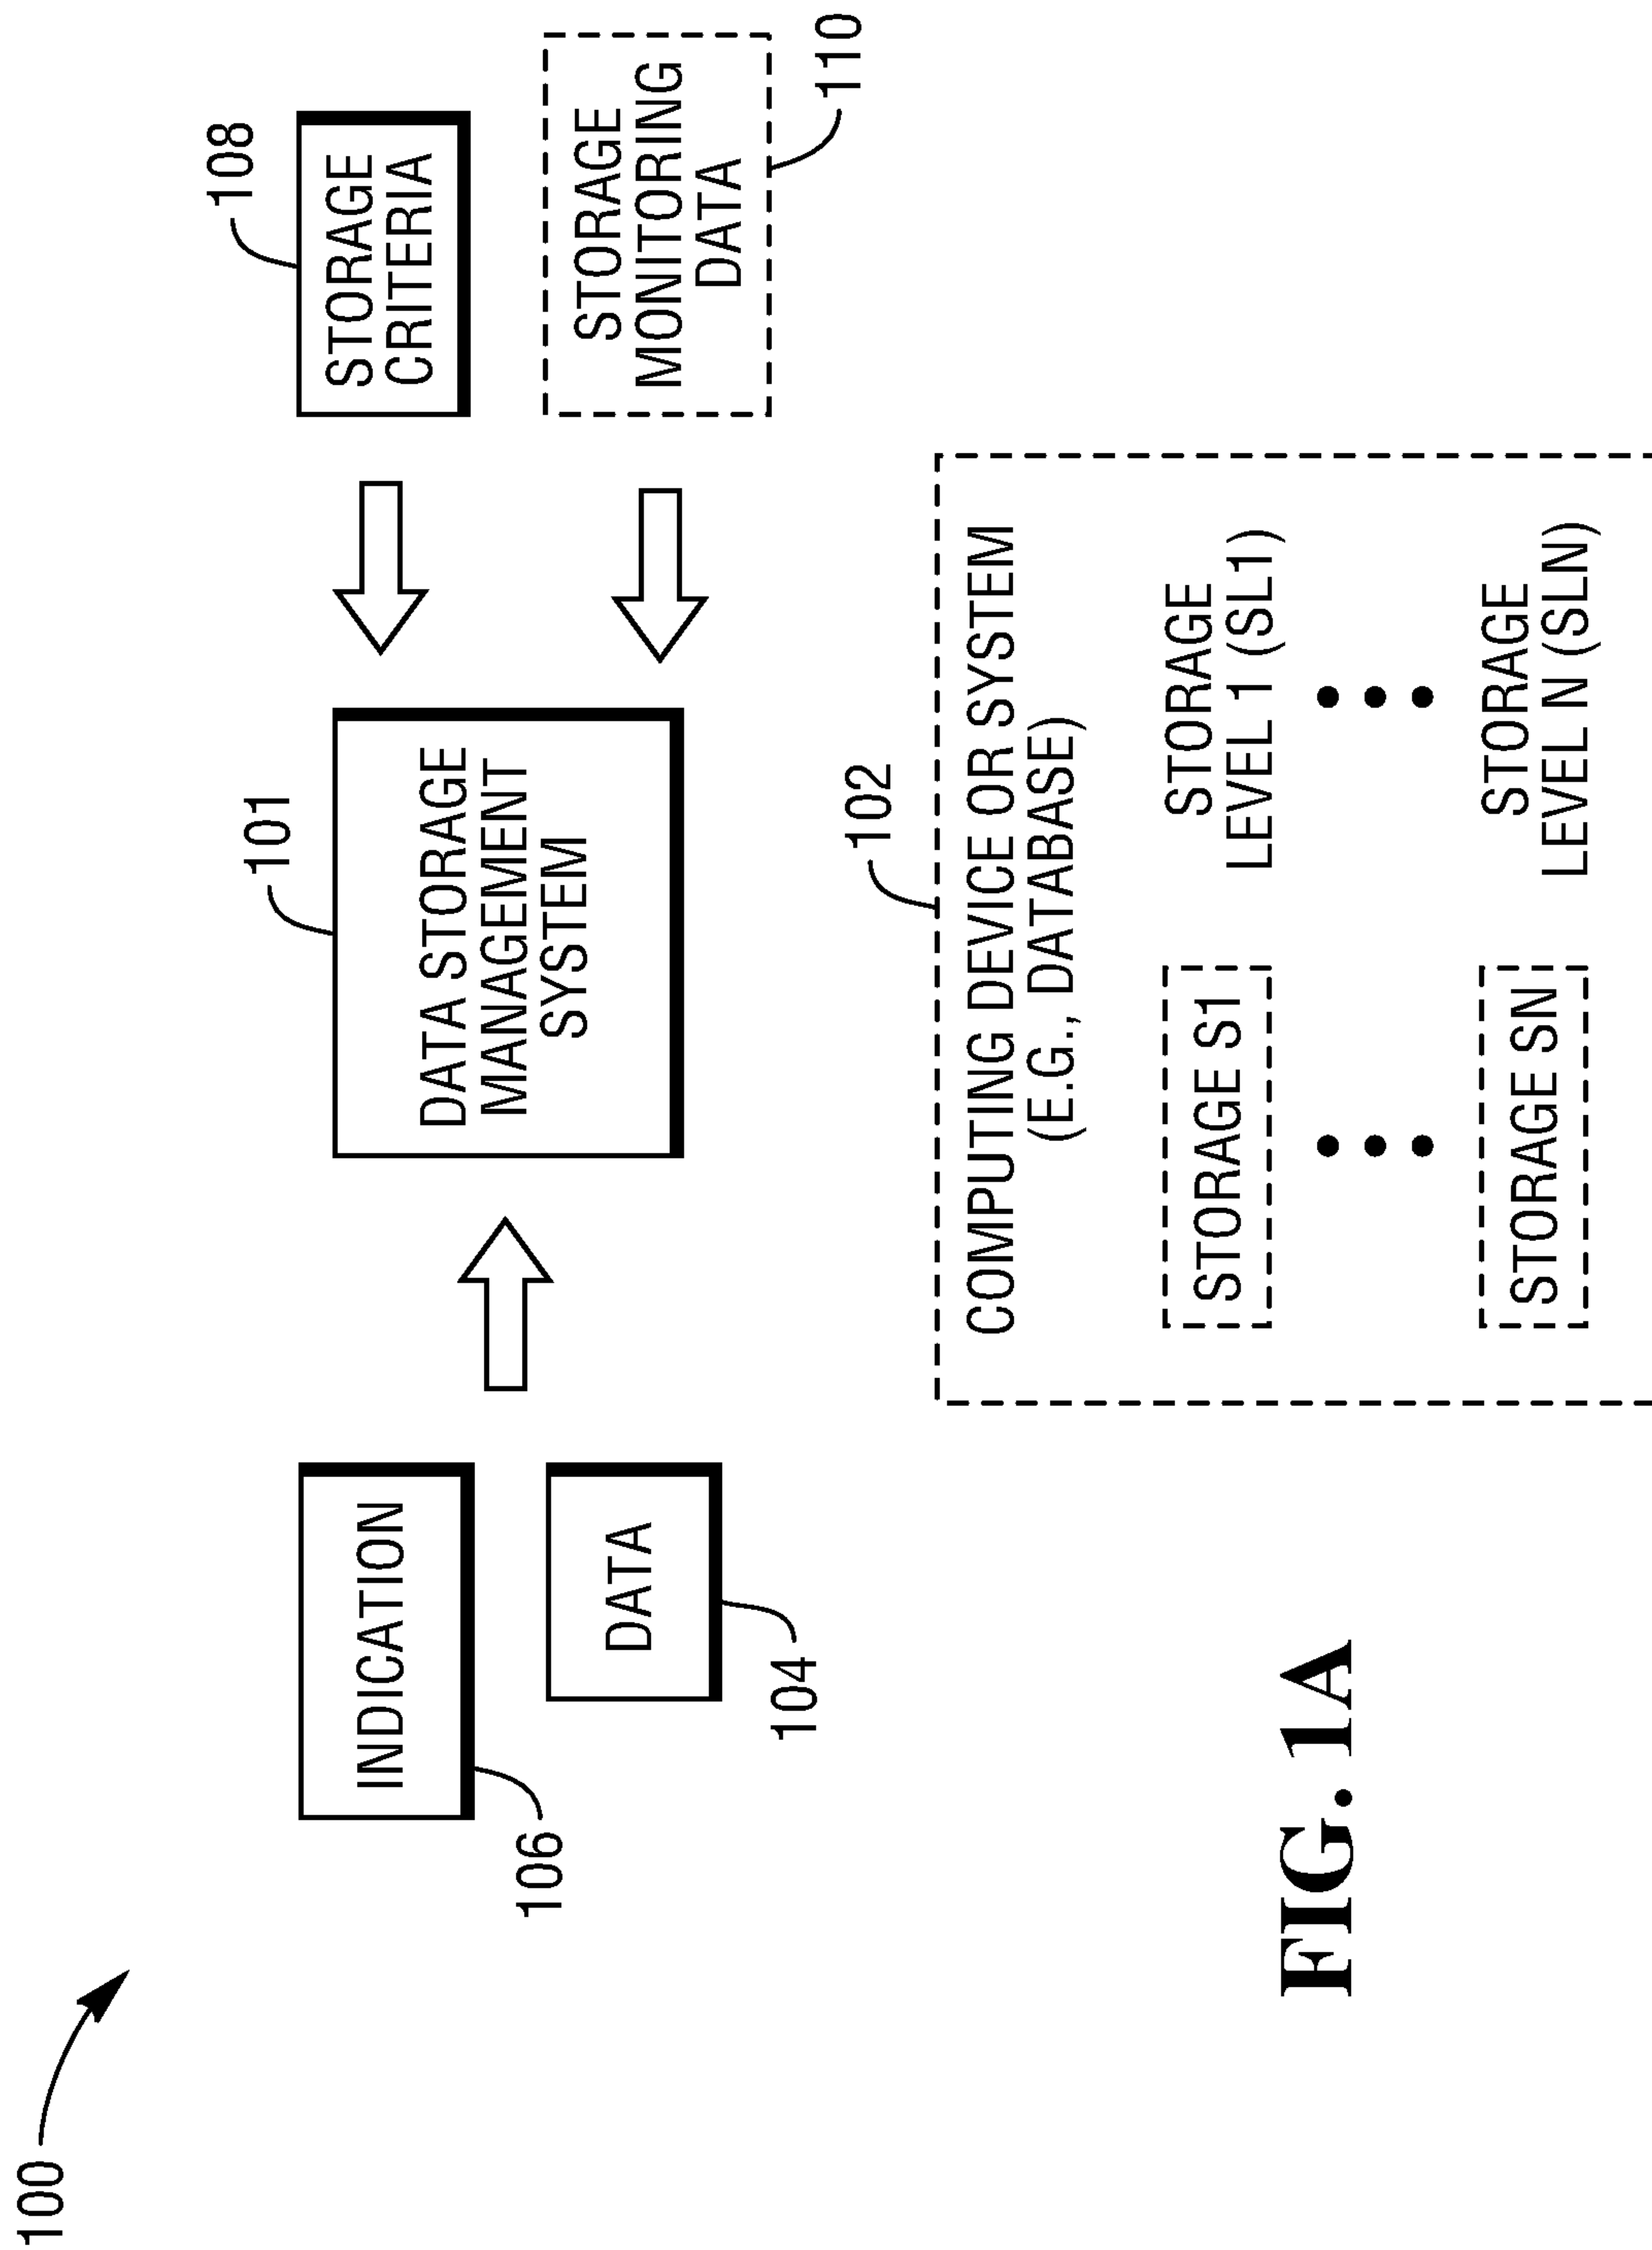 100
106
INDICATION
DATA
104
101
DATA STORAGE
MANAGEMENT
SYSTEM
108
STORAGE
CRITERIA
STORAGE
MONITORING
DATA
110
102
COMPUTING DEVICE OR SYSTEM
(E.G., DATABASE)
STORAGE S1
STORAGE
LEVEL 1 (SL1)
STORAGE SN
STORAGE
LEVEL N (SLN)
FIG. 1A